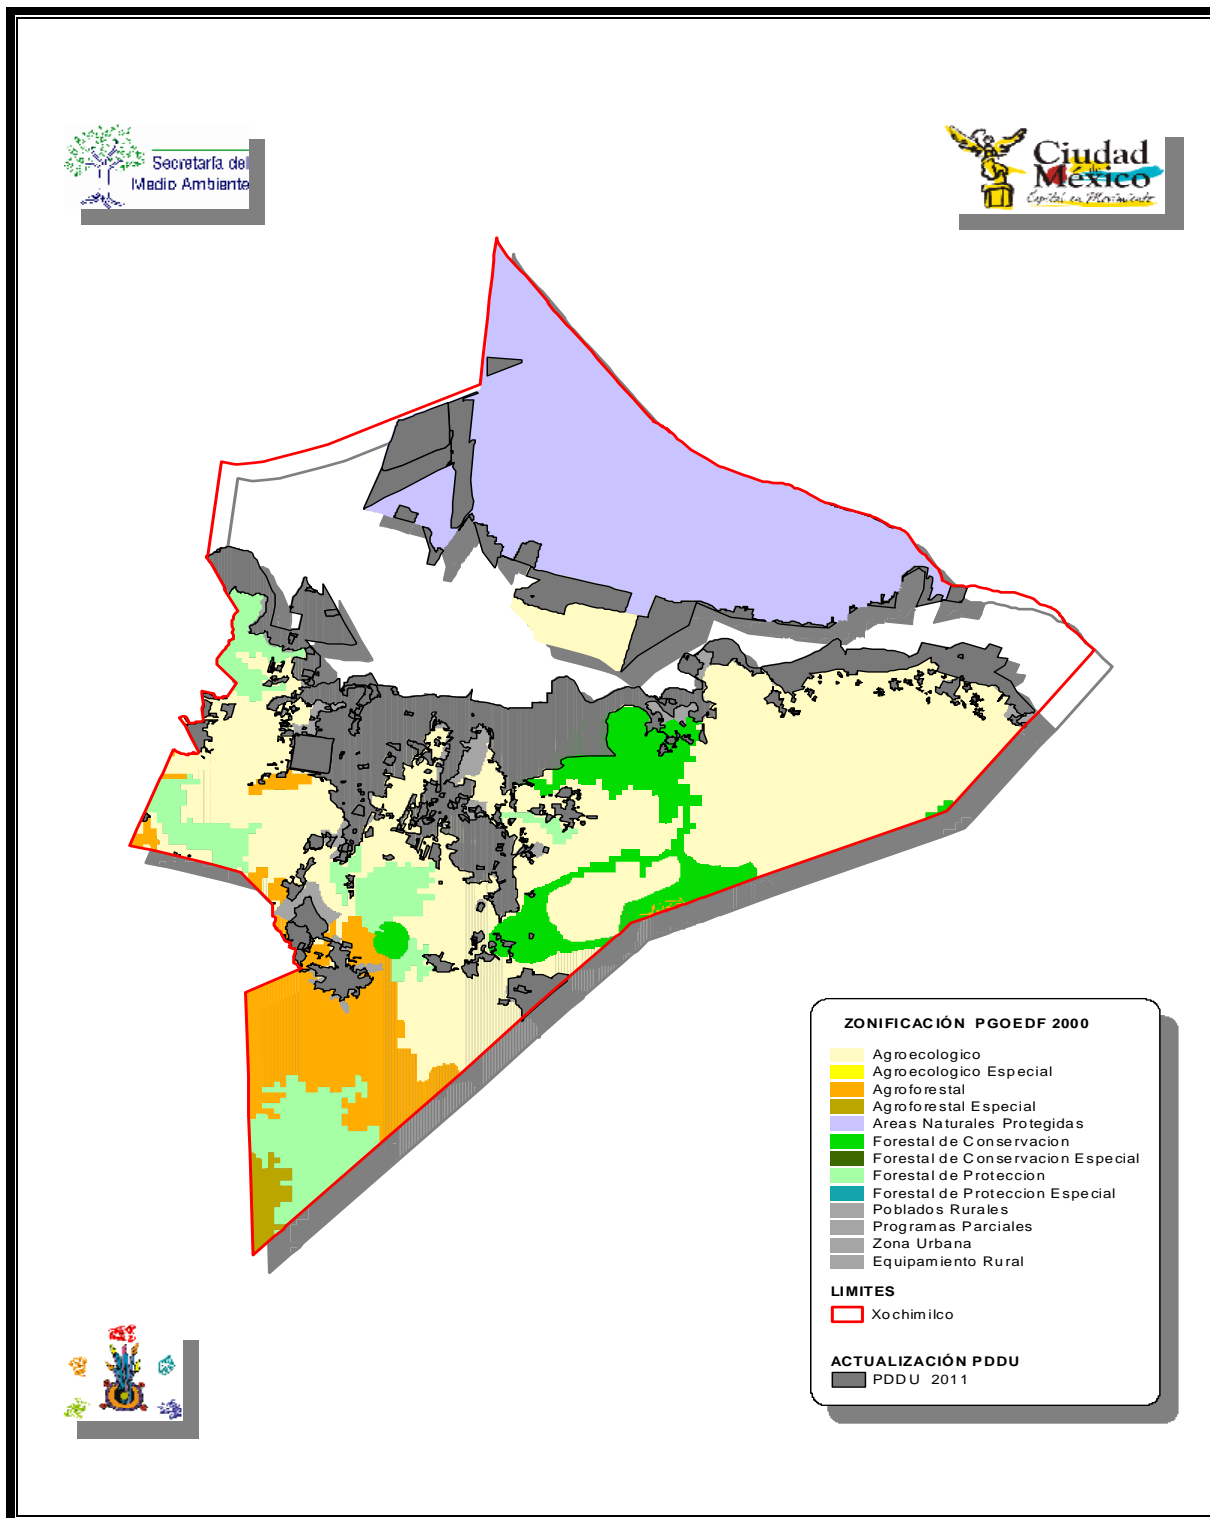 Secretaría del
Medio Ambiente
Ciudad
de
México
Capital en Movimiento
ZONIFICACIÓN PGOEDF 2000
Agroecologico
Agroecologico Especial
Agroforestal
Agroforestal Especial
Areas Naturales Protegidas
Forestal de Conservacion
Forestal de Conservacion Especial
Forestal de Proteccion
Forestal de Proteccion Especial
Poblados Rurales
Programas Parciales
Zona Urbana
Equipamiento Rural
LIMITES
Xochimilco
ACTUALIZACIÓN PDDU
PDDU 2011